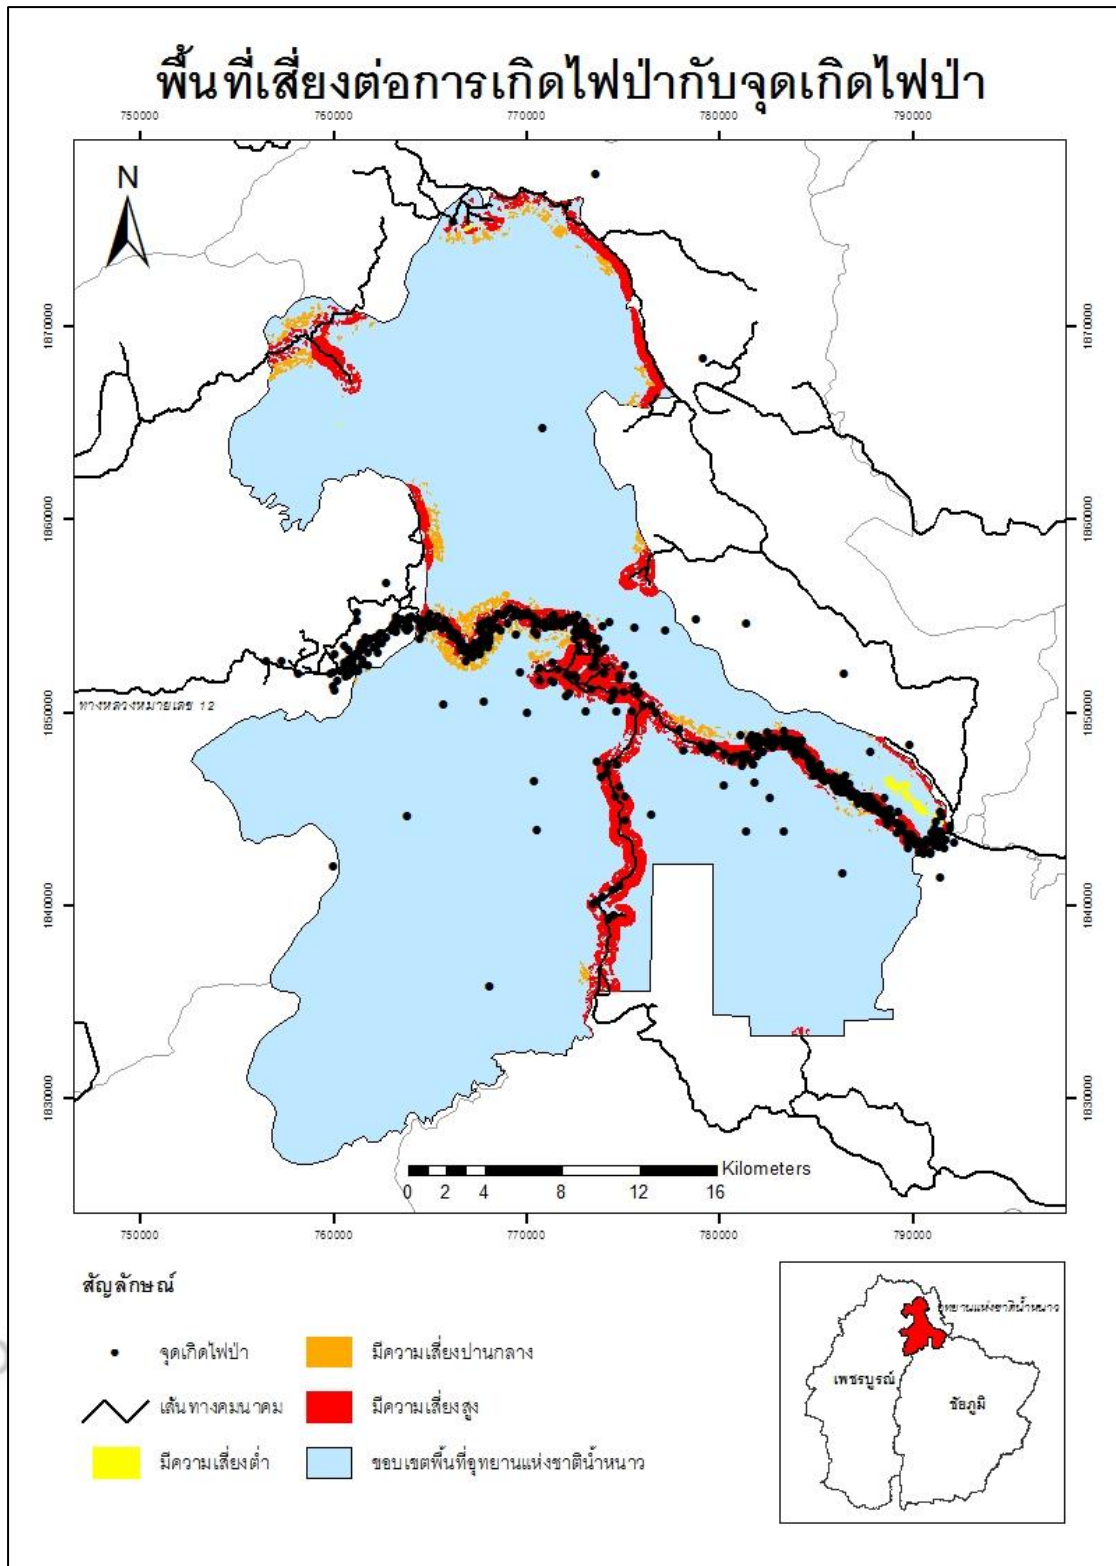 พื้นที่เสี่ยงต่อการเกิดไฟป่ากับจุดเกิดไฟป่า
750000 760000 770000 780000 790000
N
1870000 1870000
1860000 1860000
ทางหลวงหมายเลข 12
1850000 1850000
1840000 1840000
1830000 1830000
Kilometers
0 2 4 8 12 16
750000 760000 770000 780000 790000
สัญลักษณ์
จุดเกิดไฟป่า
เส้นทางคมนาคม
มีความเสี่ยงต่ำ
มีความเสี่ยงปานกลาง
มีความเสี่ยงสูง
ขอบเขตพื้นที่อุทยานแห่งชาติน้ำหนาว
อุทยานแห่งชาติน้ำหนาว
เพชรบูรณ์
ชัยภูมิ